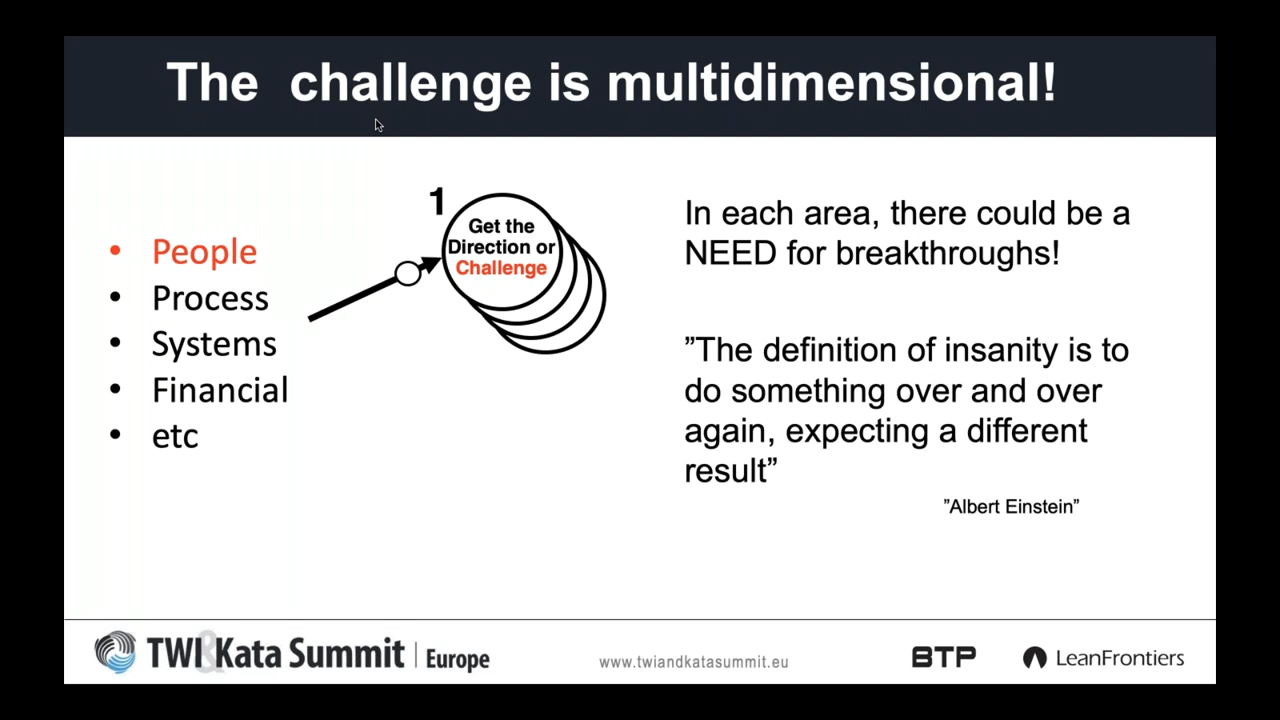 The  challenge is multidimensional!
• People
• Process
• Systems
• Financial
• etc
1
Get the
Direction or
Challenge
In each area, there could be a
NEED for breakthroughs!
”The definition of insanity is to
do something over and over
again, expecting a different
result”
”Albert Einstein”
TWI&Kata Summit | Europe
www.twiandkatasummit.eu
BTP
LeanFrontiers